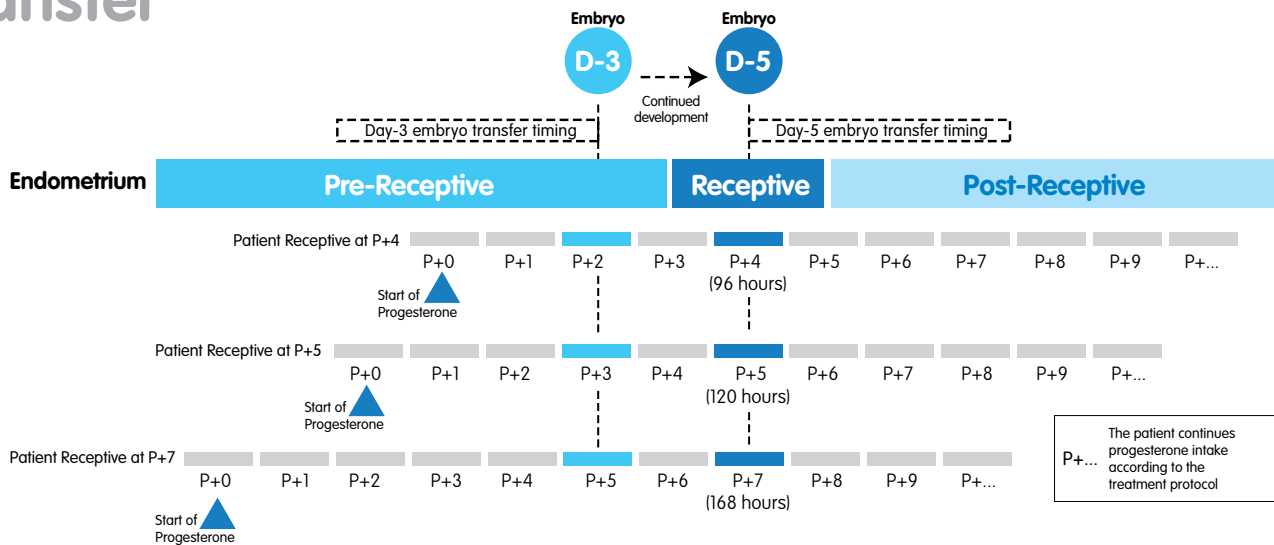 Embryo
Embryo
D-3
D-5
Continued
development
Day-3 embryo transfer timing
Day-5 embryo transfer timing
Endometrium
Pre-Receptive
Receptive
Post-Receptive
Patient Receptive at P+4
P+0 P+1 P+2 P+3 P+4 P+5 P+6 P+7 P+8 P+9 P+...
(96 hours)
Start of
Progesterone
Patient Receptive at P+5
P+0 P+1 P+2 P+3 P+4 P+5 P+6 P+7 P+8 P+9 P+...
(120 hours)
Start of
Progesterone
Patient Receptive at P+7
P+0 P+1 P+2 P+3 P+4 P+5 P+6 P+7 P+8 P+9 P+...
(168 hours)
Start of
Progesterone
P+...
The patient continues
progesterone intake
according to the
treatment protocol